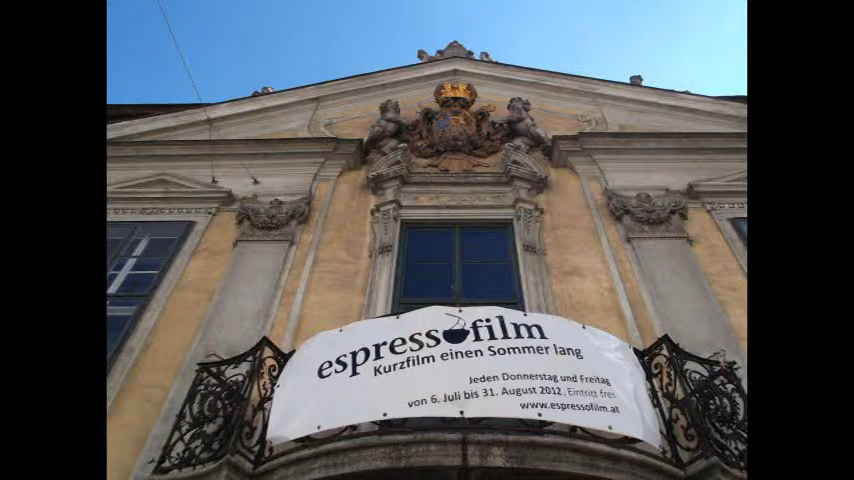 espressofilm
Kurzfilm einen Sommer lang
Jeden Donnerstag und Freitag
von 6. Juli bis 31. August 2012, Eintritt frei
www.espressofilm.at